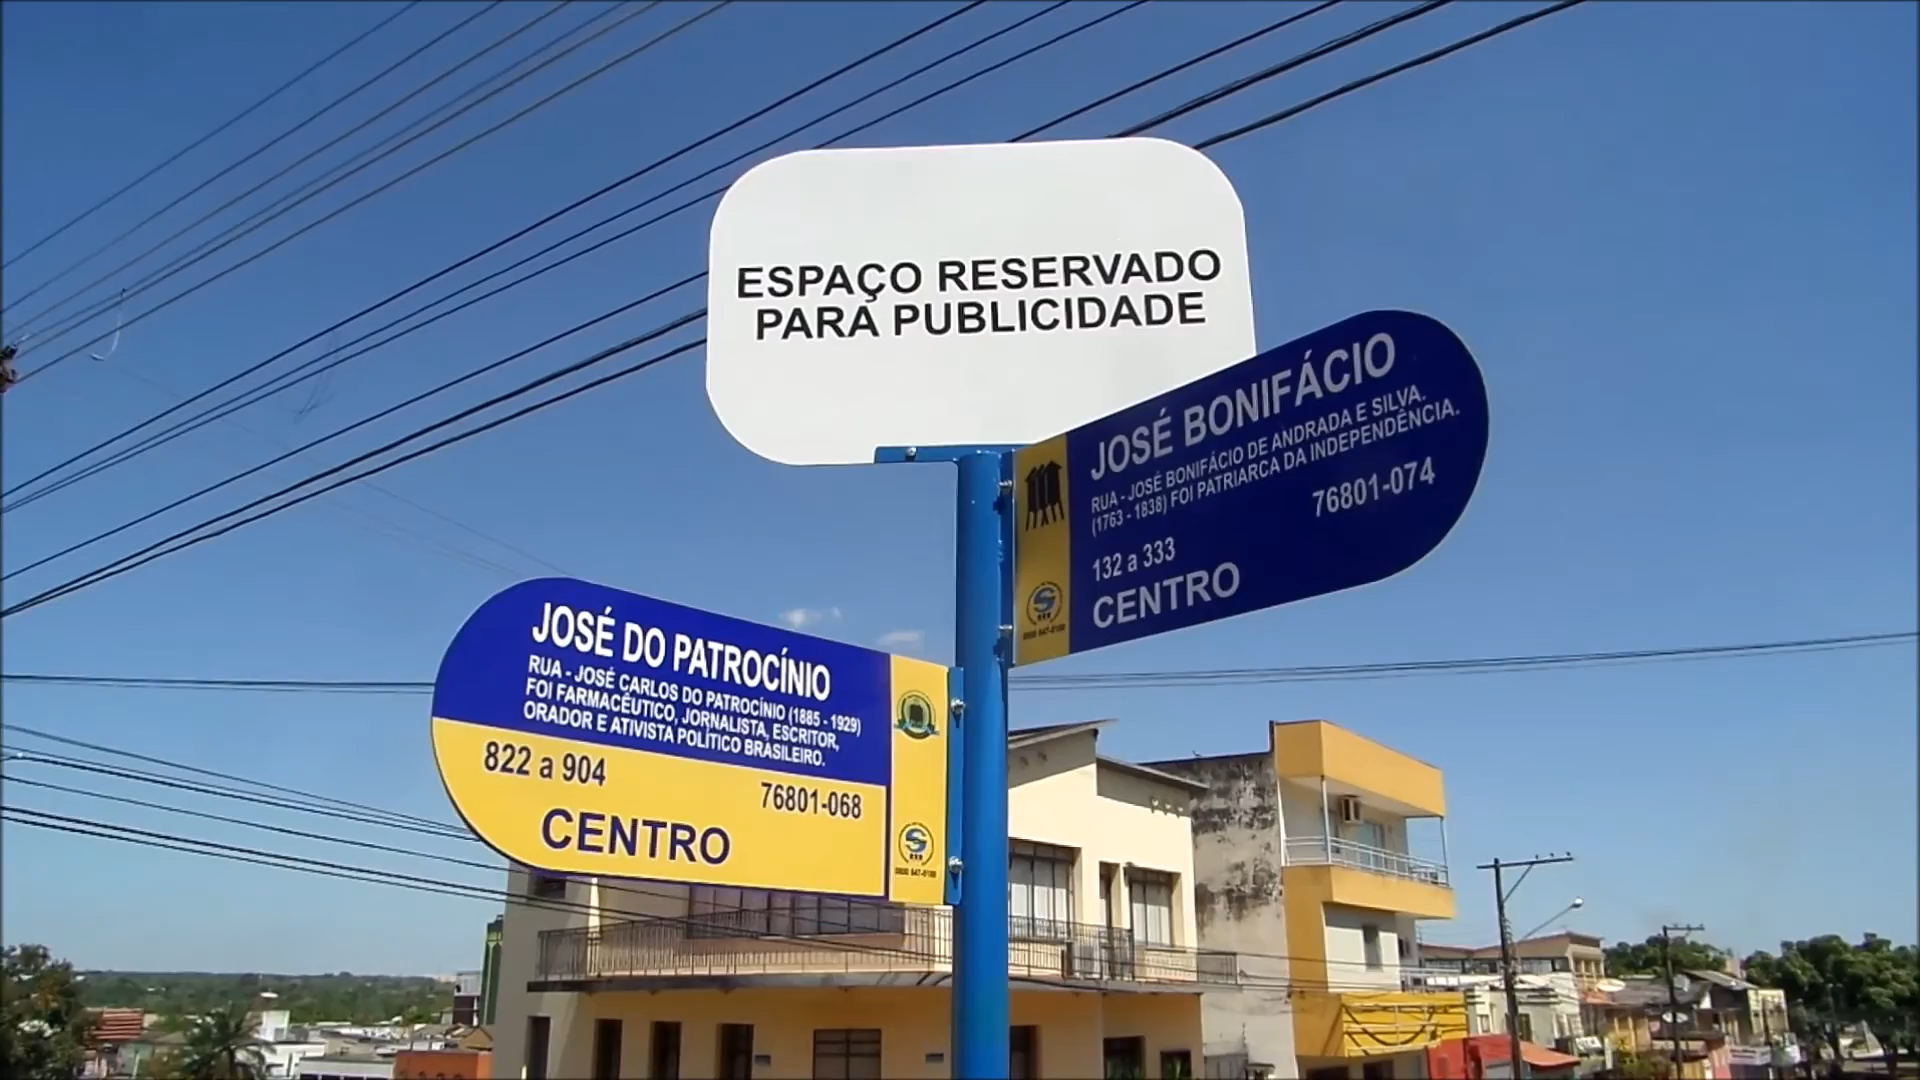 ESPAÇO RESERVADO
PARA PUBLICIDADE
JOSÉ BONIFÁCIO
RUA - JOSÉ BONIFÁCIO DE ANDRADA E SILVA.
(1763 - 1838) FOI PATRIARCA DA INDEPENDÊNCIA.
76801-074
132 a 333
CENTRO
JOSÉ DO PATROCÍNIO
RUA - JOSÉ CARLOS DO PATROCÍNIO (1885 - 1929)
FOI FARMACÊUTICO, JORNALISTA, ESCRITOR,
ORADOR E ATIVISTA POLÍTICO BRASILEIRO.
822 a 904
76801-068
CENTRO